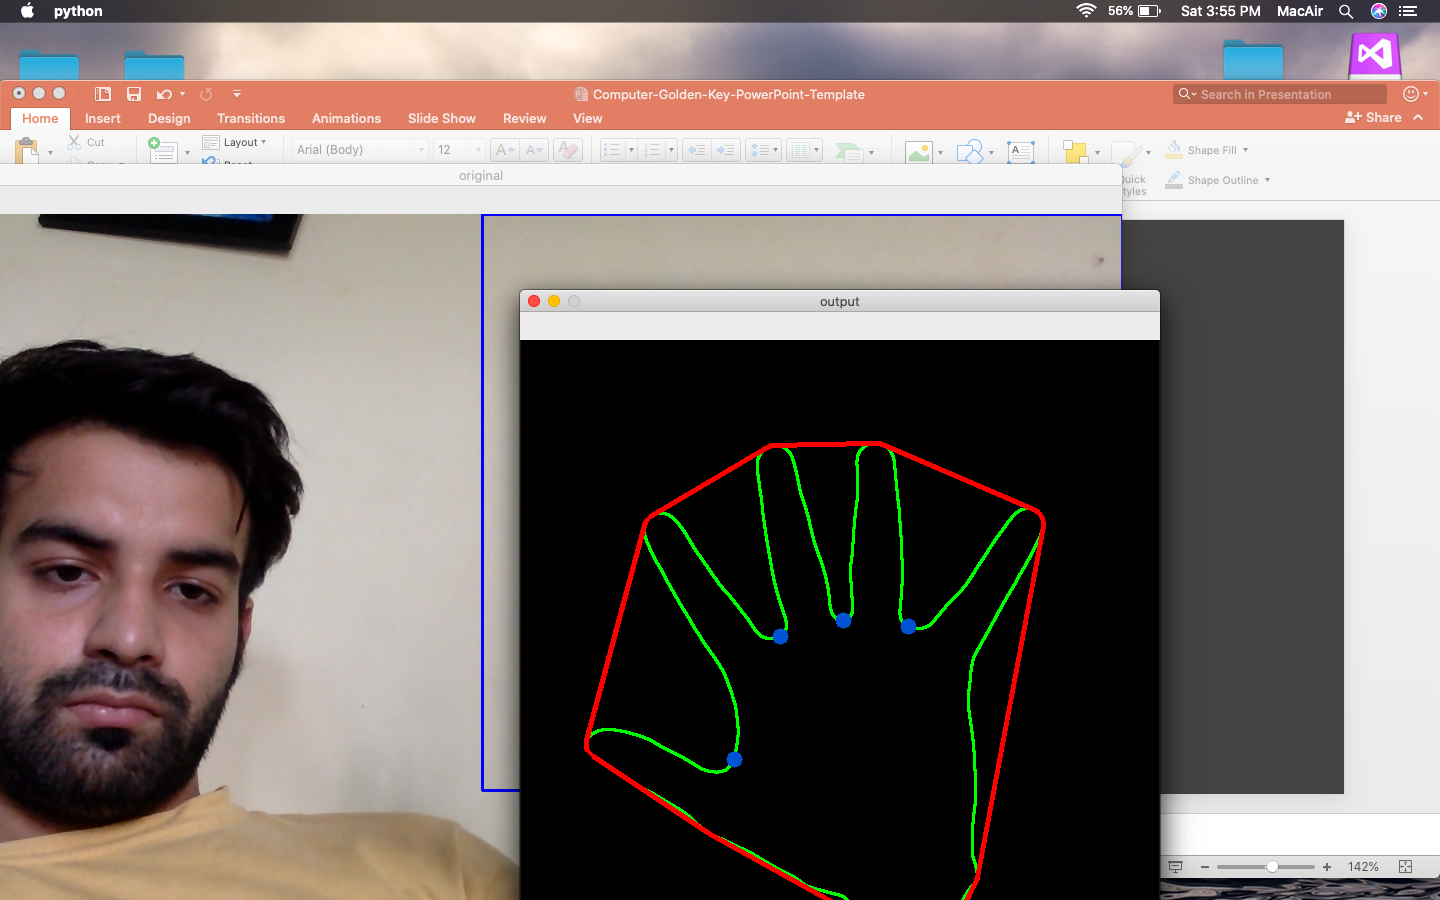 python
56%
Sat 3:55 PM
MacAir
Computer-Golden-Key-PowerPoint-Template
Search in Presentation
Home
Insert
Design
Transitions
Animations
Slide Show
Review
View
Share
Cut
Layout
Arial (Body)
12
Shape Fill
Shape Outline
original
output
142%